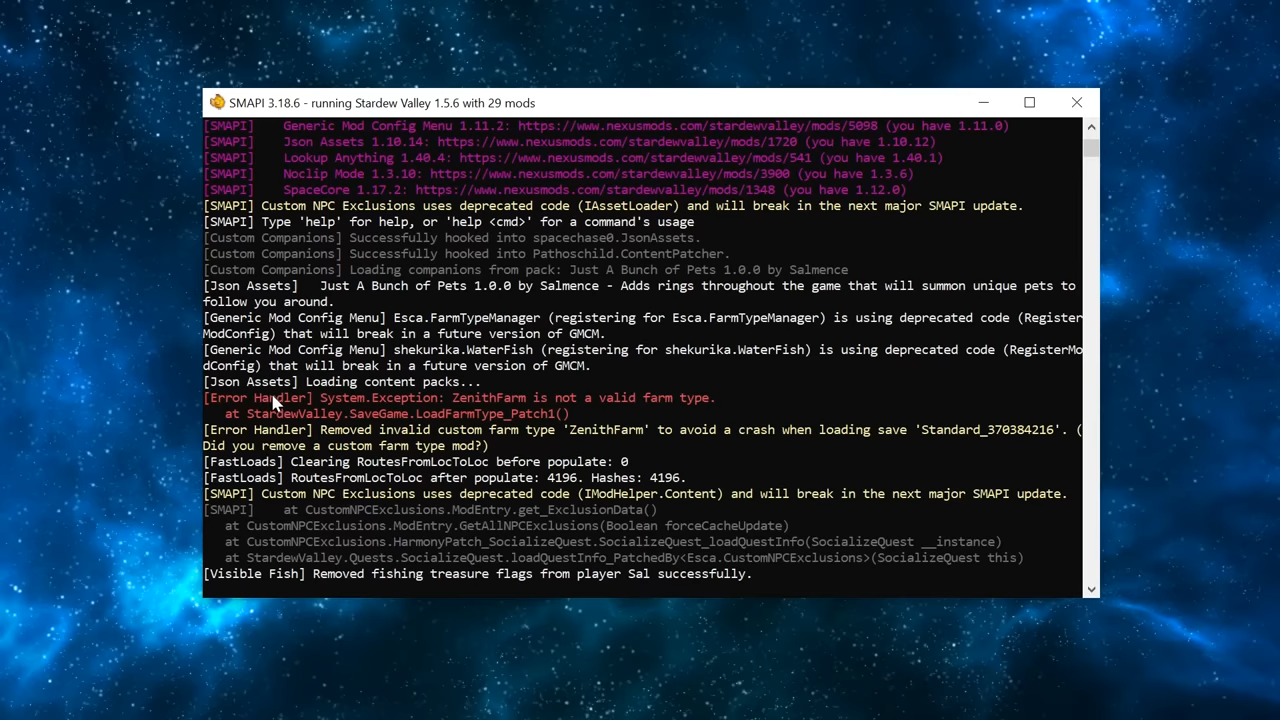 SMAPI 3.18.6 - running Stardew Valley 1.5.6 with 29 mods
[SMAPI]    Generic Mod Config Menu 1.11.2: https://www.nexusmods.com/stardewvalley/mods/5098 (you have 1.11.0)
[SMAPI]    Json Assets 1.10.14: https://www.nexusmods.com/stardewvalley/mods/1720 (you have 1.10.12)
[SMAPI]    Lookup Anything 1.40.4: https://www.nexusmods.com/stardewvalley/mods/541 (you have 1.40.1)
[SMAPI]    Noclip Mode 1.3.10: https://www.nexusmods.com/stardewvalley/mods/3900 (you have 1.3.6)
[SMAPI]    SpaceCore 1.17.2: https://www.nexusmods.com/stardewvalley/mods/1348 (you have 1.12.0)
[SMAPI] Custom NPC Exclusions uses deprecated code (IAssetLoader) and will break in the next major SMAPI update.
[SMAPI] Type 'help' for help, or 'help <cmd>' for a command's usage
[Custom Companions] Successfully hooked into spacechase0.JsonAssets.
[Custom Companions] Successfully hooked into Pathoschild.ContentPatcher.
[Custom Companions] Loading companions from pack: Just A Bunch of Pets 1.0.0 by Salmence
[Json Assets]   Just A Bunch of Pets 1.0.0 by Salmence - Adds rings throughout the game that will summon unique pets to
follow you around.
[Generic Mod Config Menu] Esca.FarmTypeManager (registering for Esca.FarmTypeManager) is using deprecated code (Register
ModConfig) that will break in a future version of GMCM.
[Generic Mod Config Menu] shekurika.WaterFish (registering for shekurika.WaterFish) is using deprecated code (RegisterMo
dConfig) that will break in a future version of GMCM.
[Json Assets] Loading content packs...
[Error Handler] System.Exception: ZenithFarm is not a valid farm type.
   at StardewValley.SaveGame.LoadFarmType_Patch1()
[Error Handler] Removed invalid custom farm type 'ZenithFarm' to avoid a crash when loading save 'Standard_370384216'. (
Did you remove a custom farm type mod?)
[FastLoads] Clearing RoutesFromLocToLoc before populate: 0
[FastLoads] RoutesFromLocToLoc after populate: 4196. Hashes: 4196.
[SMAPI] Custom NPC Exclusions uses deprecated code (IModHelper.Content) and will break in the next major SMAPI update.
[SMAPI]    at CustomNPCExclusions.ModEntry.get_ExclusionData()
   at CustomNPCExclusions.ModEntry.GetAllNPCExclusions(Boolean forceCacheUpdate)
   at CustomNPCExclusions.HarmonyPatch_SocializeQuest.SocializeQuest_loadQuestInfo(SocializeQuest __instance)
   at StardewValley.Quests.SocializeQuest.loadQuestInfo_PatchedBy<Esca.CustomNPCExclusions>(SocializeQuest this)
[Visible Fish] Removed fishing treasure flags from player Sal successfully.